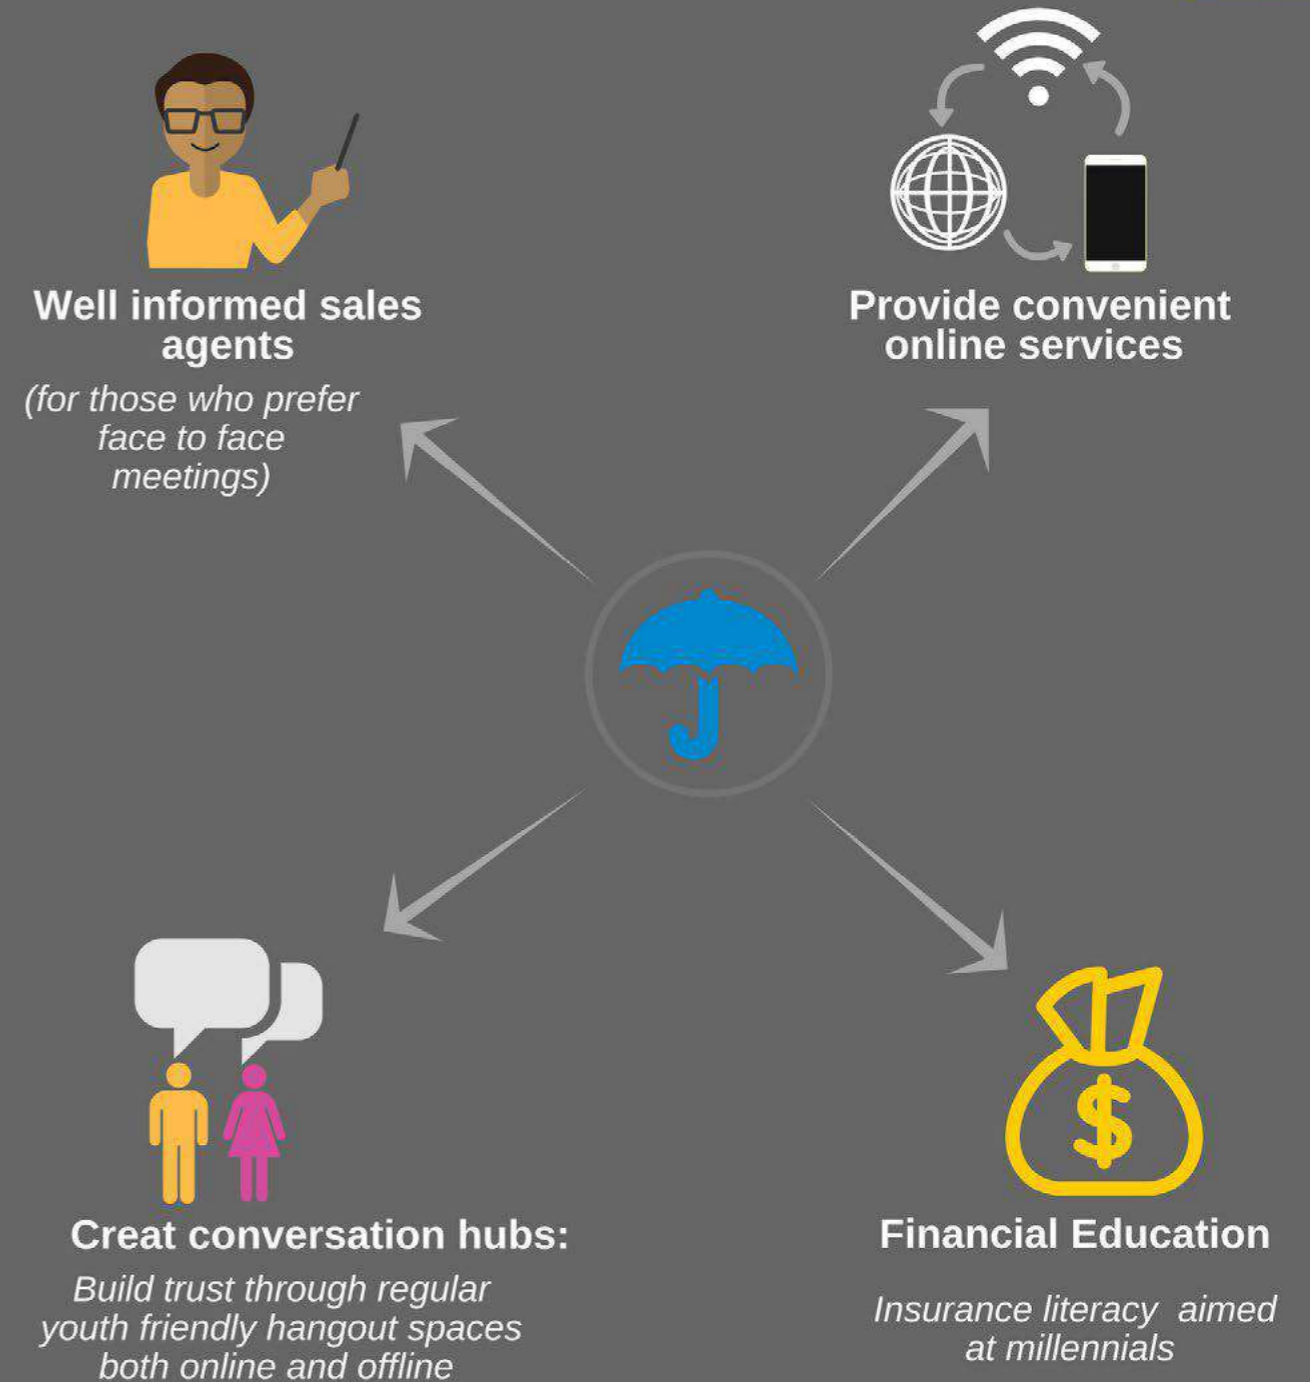 Well informed sales
agents
(for those who prefer
face to face
meetings)
Provide convenient
online services
Creat conversation hubs:
Build trust through regular
youth friendly hangout spaces
both online and offline
Financial Education
Insurance literacy aimed
at millennials
$